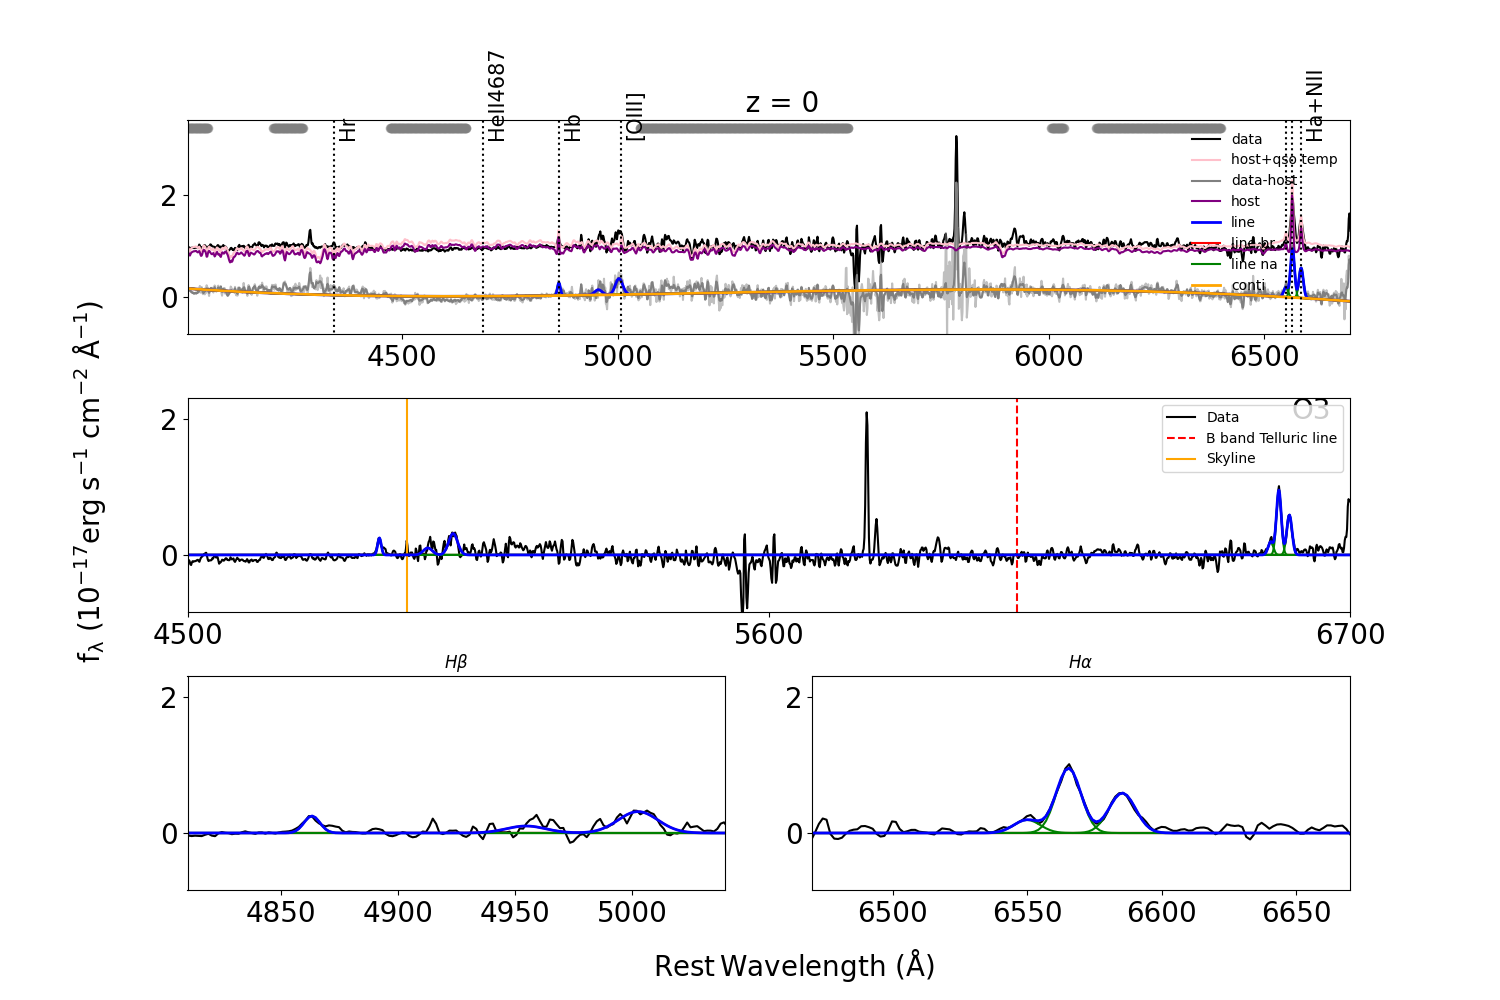 z = 0
Hr
HeII4687
Hb
[OIII]
Ha+NII
data
host+qso temp
data-host
host
line
line br
line na
conti
2
0
4500
5000
5500
6000
6500
O3
Data
B band Telluric line
Skyline
2
0
4500
5600
6700
fλ (10⁻¹⁷erg s⁻¹ cm⁻² Å⁻¹)
Hβ
2
0
4850
4900
4950
5000
Hα
2
0
6500
6550
6600
6650
Rest Wavelength (Å)